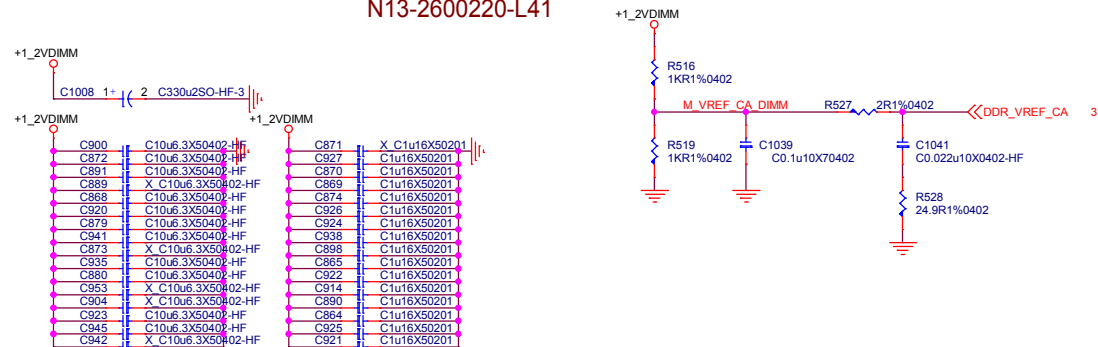 N13-2600220-L41
+1_2VDIMM
C1008 1+ 2 C330u2SO-HF-3
+1_2VDIMM
C900 C10u6.3X50402-HF
C872 C10u6.3X50402-HF
C891 C10u6.3X50402-HF
C889 X_C10u6.3X50402-HF
C868 C10u6.3X50402-HF
C920 C10u6.3X50402-HF
C879 C10u6.3X50402-HF
C941 C10u6.3X50402-HF
C873 X_C10u6.3X50402-HF
C935 C10u6.3X50402-HF
C880 C10u6.3X50402-HF
C953 X_C10u6.3X50402-HF
C904 X_C10u6.3X50402-HF
C923 C10u6.3X50402-HF
C945 C10u6.3X50402-HF
C942 X_C10u6.3X50402-HF
+1_2VDIMM
C871 X_C1u16X50201
C927 C1u16X50201
C870 C1u16X50201
C869 C1u16X50201
C874 C1u16X50201
C926 C1u16X50201
C924 C1u16X50201
C938 C1u16X50201
C898 C1u16X50201
C865 C1u16X50201
C922 C1u16X50201
C914 C1u16X50201
C890 C1u16X50201
C864 C1u16X50201
C925 C1u16X50201
C921 C1u16X50201
+1_2VDIMM
R516
1KR1%0402
M_VREF_CA_DIMM
R527 2R1%0402
DDR_VREF_CA 3
R519
1KR1%0402
C1039
C0.1u10X70402
C1041
C0.022u10X0402-HF
R528
24.9R1%0402